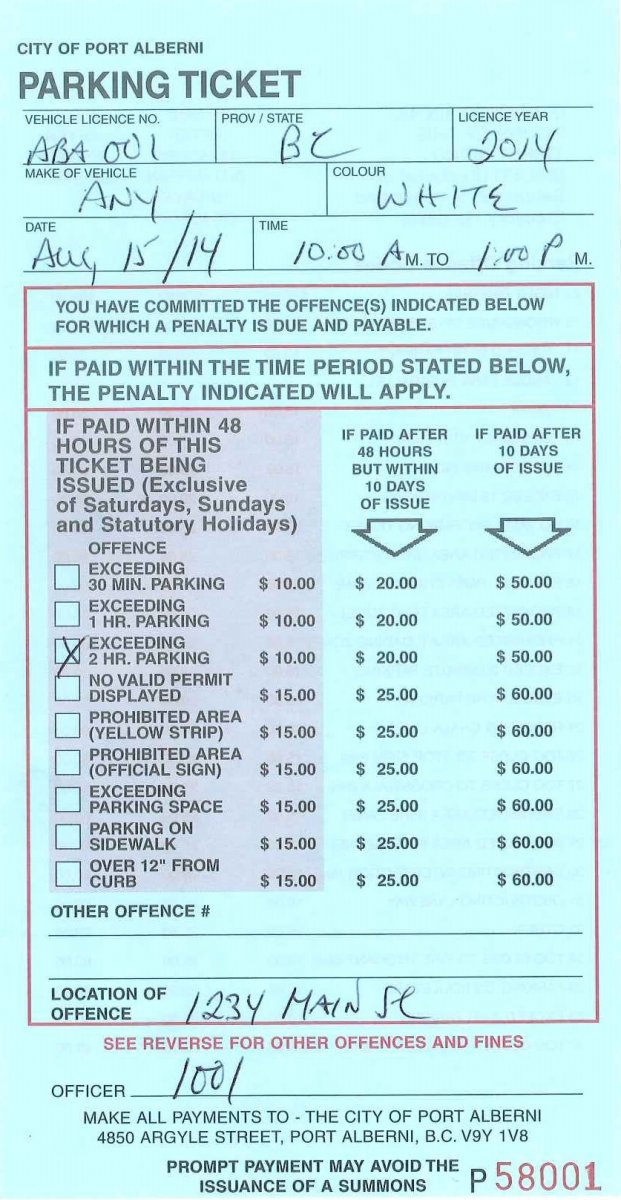 CITY OF PORT ALBERNI
PARKING TICKET
VEHICLE LICENCE NO. PROV / STATE LICENCE YEAR
ABA 001 BC 2014
MAKE OF VEHICLE COLOUR
ANY WHITE
DATE TIME
Aug 15/14 10:00 A M. TO 1:00 P M.
YOU HAVE COMMITTED THE OFFENCE(S) INDICATED BELOW
FOR WHICH A PENALTY IS DUE AND PAYABLE.
IF PAID WITHIN THE TIME PERIOD STATED BELOW,
THE PENALTY INDICATED WILL APPLY.
IF PAID WITHIN 48
HOURS OF THIS
TICKET BEING
ISSUED (Exclusive
of Saturdays, Sundays
and Statutory Holidays)
IF PAID AFTER
48 HOURS
BUT WITHIN
10 DAYS
OF ISSUE
IF PAID AFTER
10 DAYS
OF ISSUE
OFFENCE
EXCEEDING
30 MIN. PARKING $ 10.00 $ 20.00 $ 50.00
EXCEEDING
1 HR. PARKING $ 10.00 $ 20.00 $ 50.00
X EXCEEDING
2 HR. PARKING $ 10.00 $ 20.00 $ 50.00
NO VALID PERMIT
DISPLAYED $ 15.00 $ 25.00 $ 60.00
PROHIBITED AREA
(YELLOW STRIP) $ 15.00 $ 25.00 $ 60.00
PROHIBITED AREA
(OFFICIAL SIGN) $ 15.00 $ 25.00 $ 60.00
EXCEEDING
PARKING SPACE $ 15.00 $ 25.00 $ 60.00
PARKING ON
SIDEWALK $ 15.00 $ 25.00 $ 60.00
OVER 12" FROM
CURB $ 15.00 $ 25.00 $ 60.00
OTHER OFFENCE #
LOCATION OF
OFFENCE 1234 MAIN St
SEE REVERSE FOR OTHER OFFENCES AND FINES
OFFICER 1001
MAKE ALL PAYMENTS TO - THE CITY OF PORT ALBERNI
4850 ARGYLE STREET, PORT ALBERNI, B.C. V9Y 1V8
PROMPT PAYMENT MAY AVOID THE
ISSUANCE OF A SUMMONS P 58001